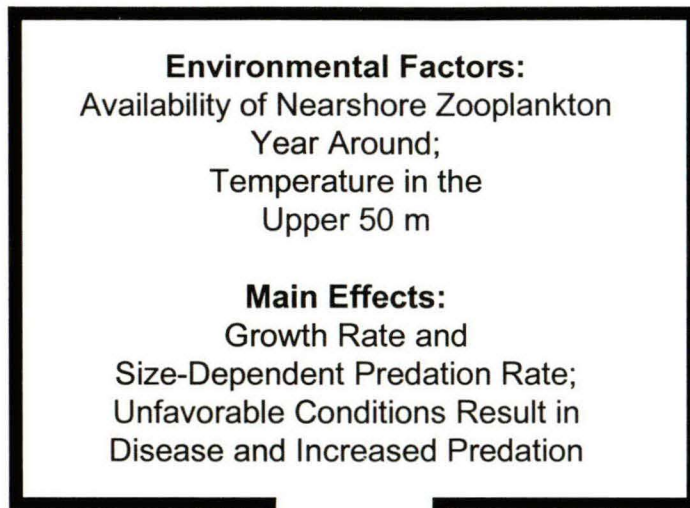 Environmental Factors:
Availability of Nearshore Zooplankton
Year Around;
Temperature in the
Upper 50 m
Main Effects:
Growth Rate and
Size-Dependent Predation Rate;
Unfavorable Conditions Result in
Disease and Increased Predation